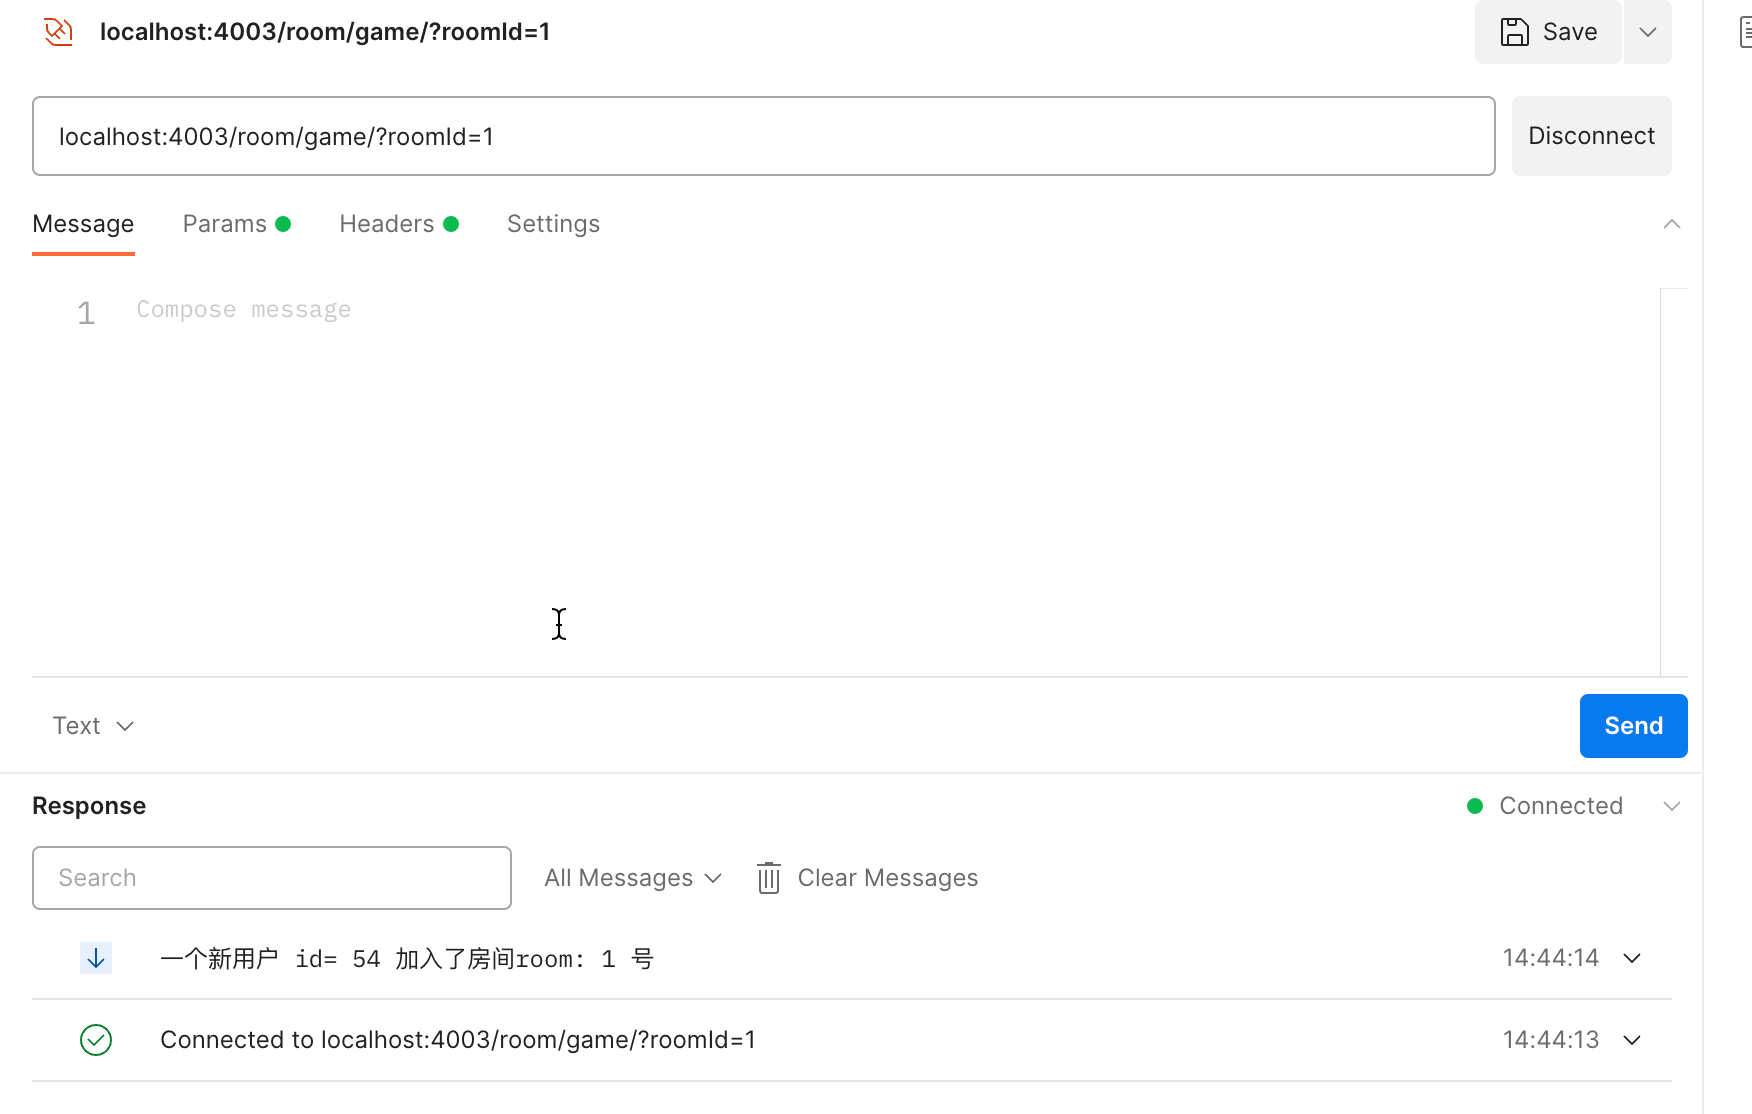 localhost:4003/room/game/?roomId=1
Save
localhost:4003/room/game/?roomId=1
Disconnect
Message Params Headers Settings
1 Compose message
Text
Send
Response
Connected
Search
All Messages
Clear Messages
一个新用户 id= 54 加入了房间room: 1 号 14:44:14
Connected to localhost:4003/room/game/?roomId=1 14:44:13